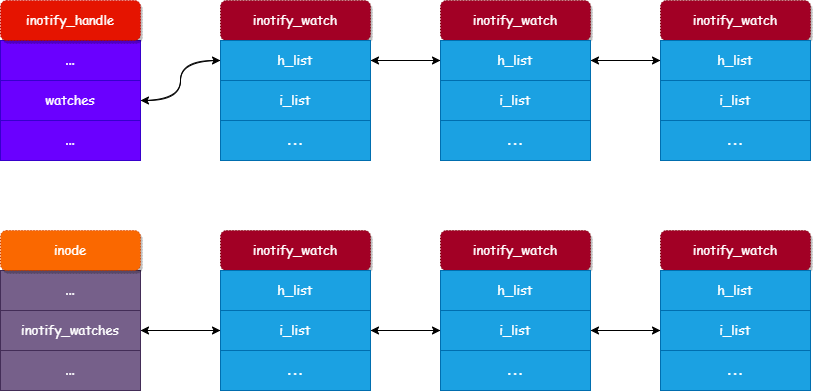 inotify_handle
...
watches
...
inotify_watch
h_list
i_list
...
inotify_watch
h_list
i_list
...
inotify_watch
h_list
i_list
...
inode
...
inotify_watches
...
inotify_watch
h_list
i_list
...
inotify_watch
h_list
i_list
...
inotify_watch
h_list
i_list
...